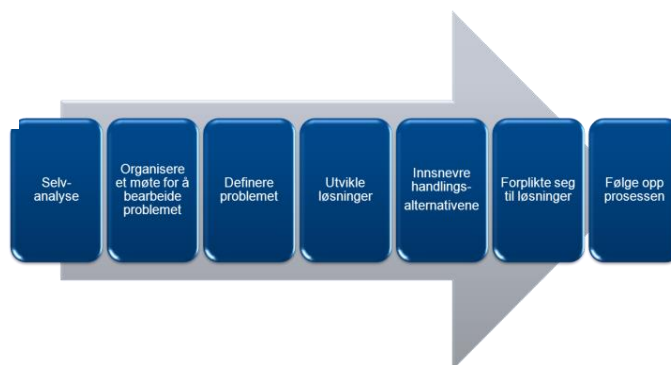 Selv-
analyse
Organisere
et møte for å
bearbeide
problemet
Definere
problemet
Utvikle
løsninger
Innsnevre
handlings-
alternativene
Forplikte seg
til løsninger
Følge opp
prosessen